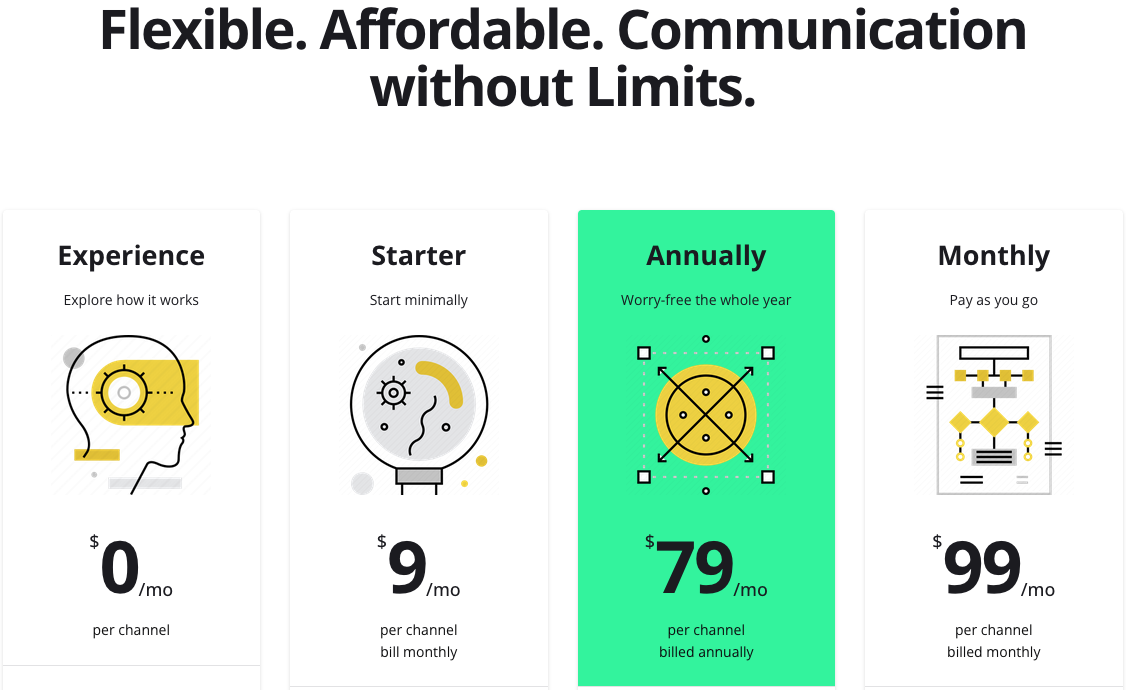 Flexible. Affordable. Communication
without Limits.
Experience
Explore how it works
$0/mo
per channel
Starter
Start minimally
$9/mo
per channel
bill monthly
Annually
Worry-free the whole year
$79/mo
per channel
billed annually
Monthly
Pay as you go
$99/mo
per channel
billed monthly